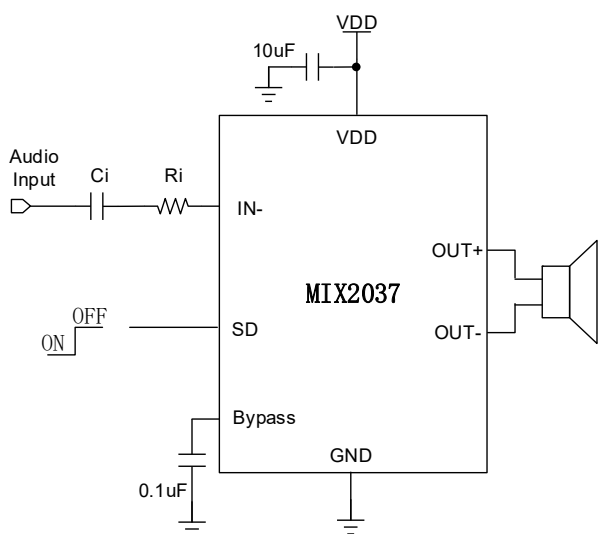 VDD
10uF
VDD
Audio
Input
Ci
Ri
IN-
OUT+
MIX2037
OFF
ON
SD
OUT-
Bypass
GND
0.1uF